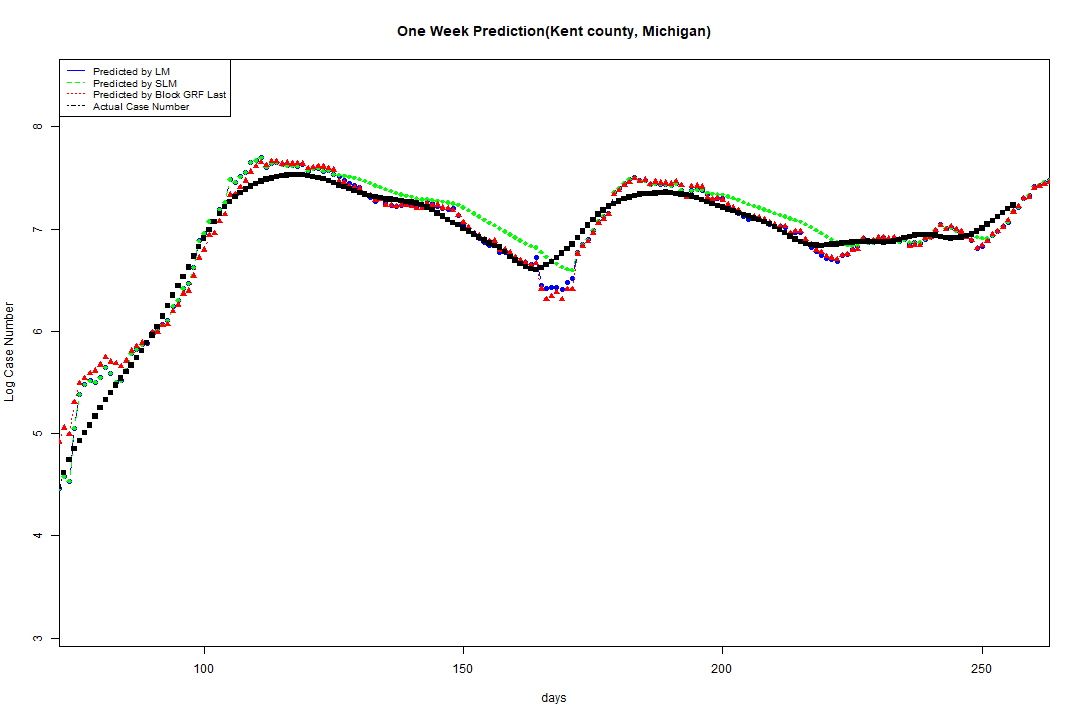 One Week Prediction(Kent county, Michigan)
Predicted by LM
Predicted by SLM
Predicted by Block GRF Last
Actual Case Number
8
7
6
5
4
3
Log Case Number
100 150 200 250
days